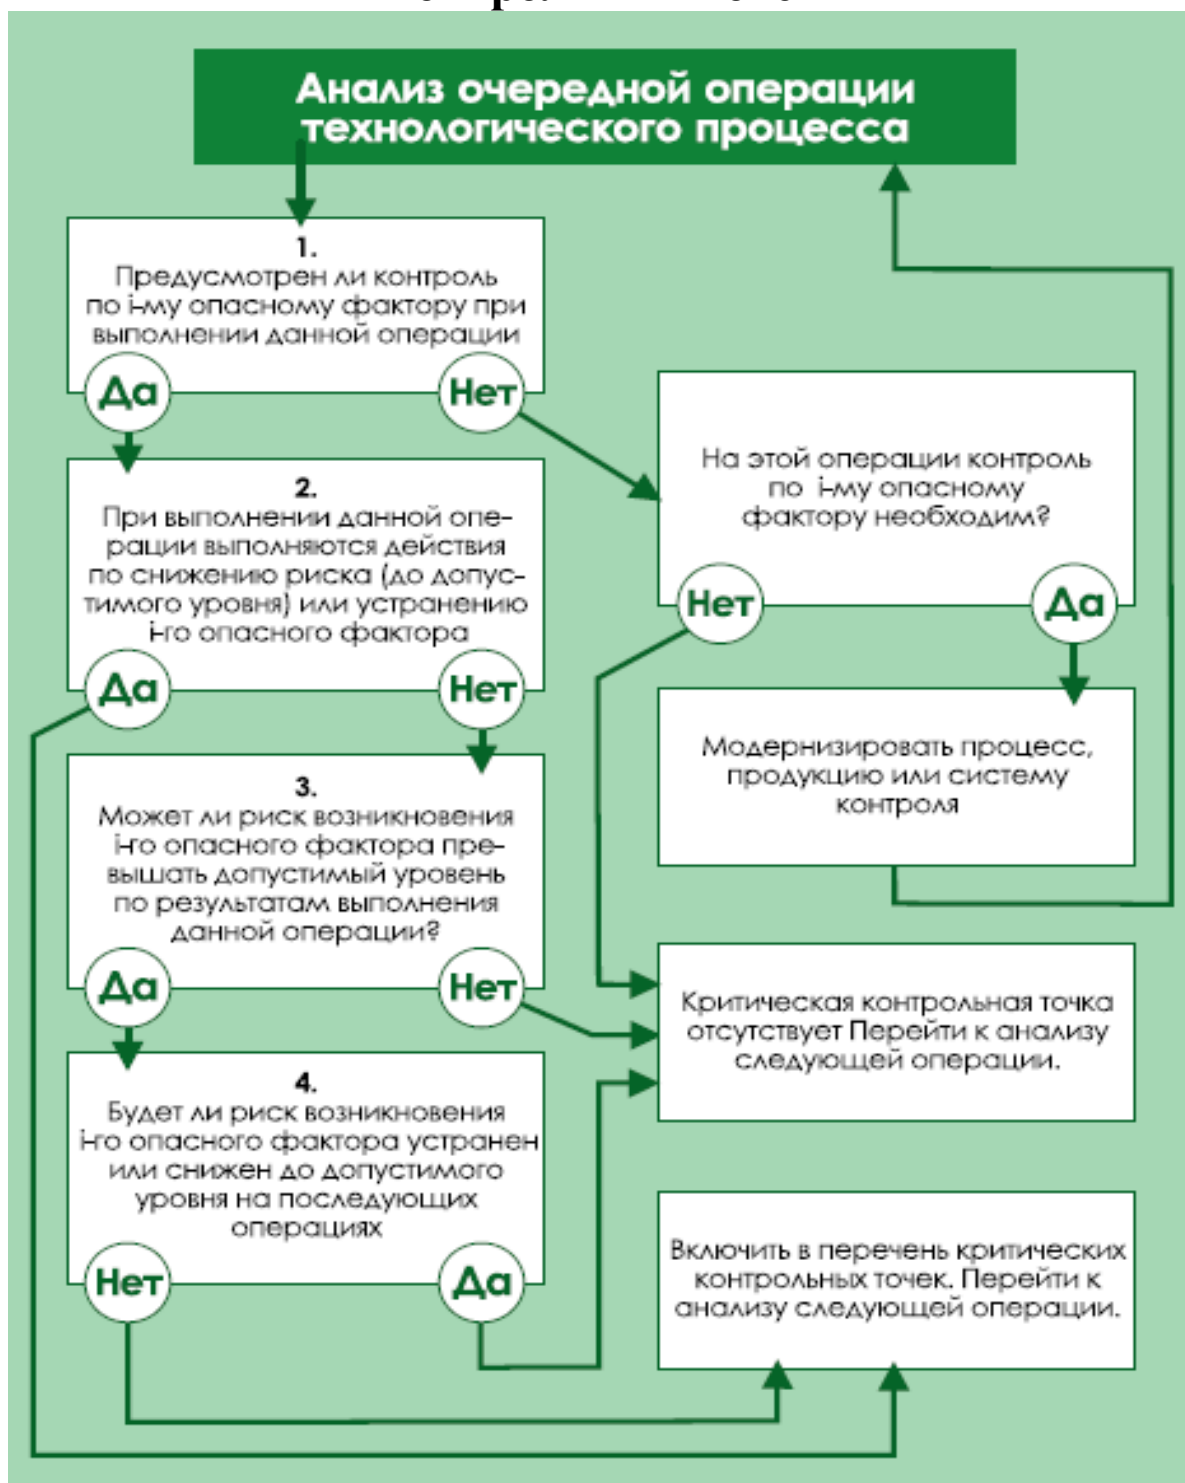 Анализ очередной операции
технологического процесса
1.
Предусмотрен ли контроль
по i-му опасному фактору при
выполнении данной операции
Да
Нет
На этой операции контроль
по i-му опасному
фактору необходим?
Нет
Да
2.
При выполнении данной опе-
рации выполняются действия
по снижению риска (до допус-
тимого уровня) или устранению
i-го опасного фактора
Да
Нет
Модернизировать процесс,
продукцию или систему
контроля
3.
Может ли риск возникновения
i-го опасного фактора пре-
вышать допустимый уровень
по результатам выполнения
данной операции?
Да
Нет
Критическая контрольная точка
отсутствует Перейти к анализу
следующей операции.
4.
Будет ли риск возникновения
i-го опасного фактора устранен
или снижен до допустимого
уровня на последующих
операциях
Нет
Да
Включить в перечень критических
контрольных точек. Перейти к
анализу следующей операции.